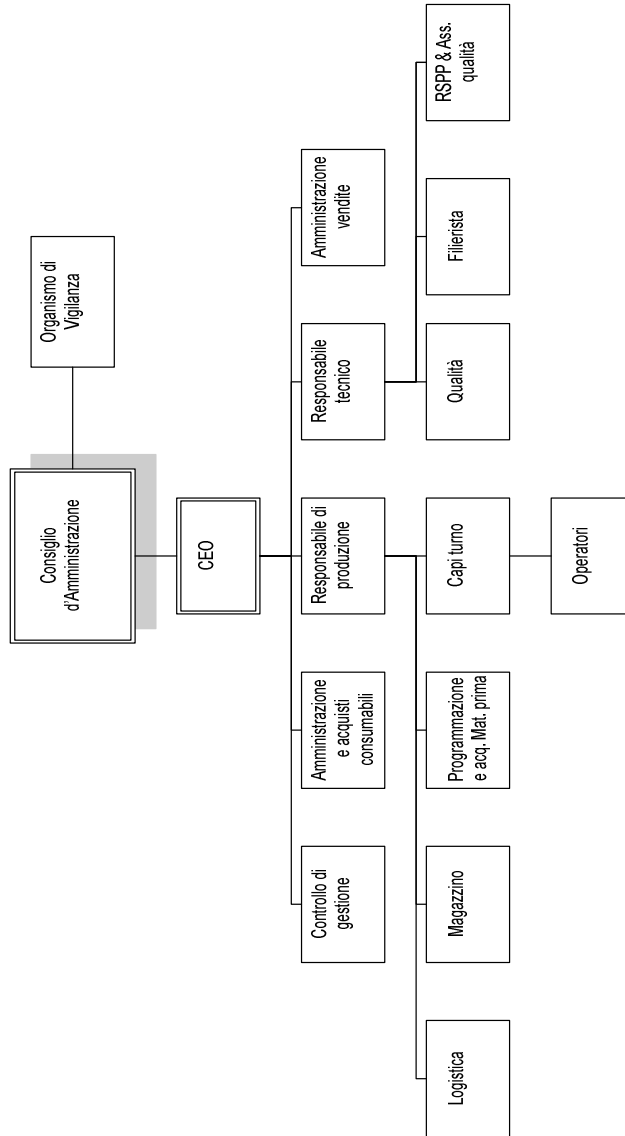 Consiglio
d'Amministrazione
Organismo di
Vigilanza
CEO
Controllo di
gestione
Amministrazione
e acquisti
consumabili
Responsabile di
produzione
Responsabile
tecnico
Amministrazione
vendite
Logistica
Magazzino
Programmazione
e acq. Mat. prima
Capi turno
Qualità
Filierista
RSPP & Ass.
qualità
Operatori